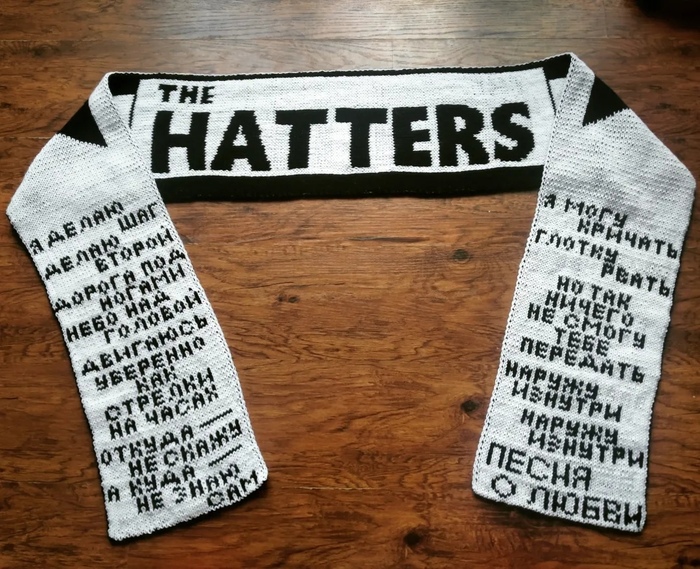 THE
HATTERS
Я ДЕЛАЮ
ШАГ
ДЕЛАЮ
ВТОРОЙ
ДОРОГА ПОД
НОГАМИ
НЕБО НАД
ГОЛОВОЙ
ДВИГАЮСЬ
УВЕРЕННО
КАК
СТРЕЛКИ
НА ЧАСАХ
ОТКУДА —
НЕ СКАЖУ
А КУДА —
НЕ ЗНАЮ
САМ
Я МОГУ
КРИЧАТЬ
ГЛОТКУ
РВАТЬ
НО ТАК
НИЧЕГО
НЕ СМОГУ
ТЕБЕ
ПЕРЕДАТЬ
НАРУЖУ
ИЗНУТРИ
НАРУЖУ
ИЗНУТРИ
ПЕСНЯ
О ЛЮБВИ